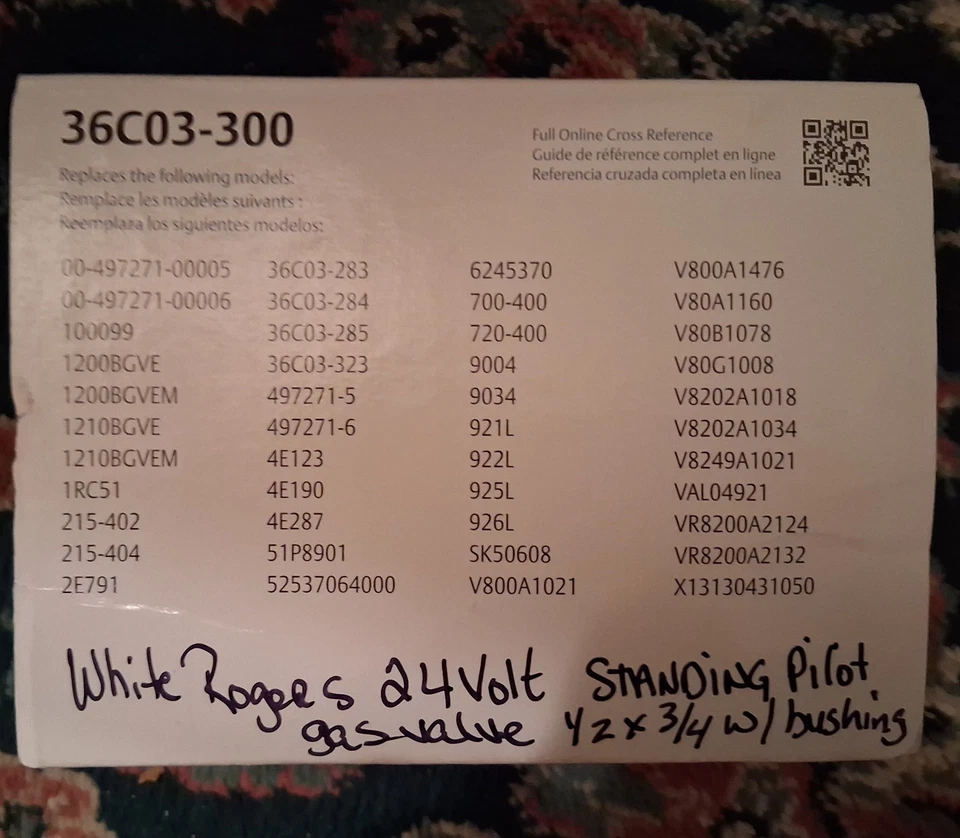 36C03-300
Replaces the following models:
Remplace les modèles suivants :
Reemplaza los siguientes modelos:
Full Online Cross Reference
Guide de référence complet en ligne
Referencia cruzada completa en línea
00-497271-00005 36C03-283 6245370 V800A1476
00-497271-00006 36C03-284 700-400 V80A1160
100099 36C03-285 720-400 V80B1078
1200BGVE 36C03-323 9004 V80G1008
1200BGVEM 497271-5 9034 V8202A1018
1210BGVE 497271-6 921L V8202A1034
1210BGVEM 4E123 922L V8249A1021
1RC51 4E190 925L VAL04921
215-402 4E287 926L VR8200A2124
215-404 51P8901 SK50608 VR8200A2132
2E791 52537064000 V800A1021 X13130431050
White Rogers 24 Volt STANDING Pilot
gas valve 1/2 x 3/4 w/ bushing